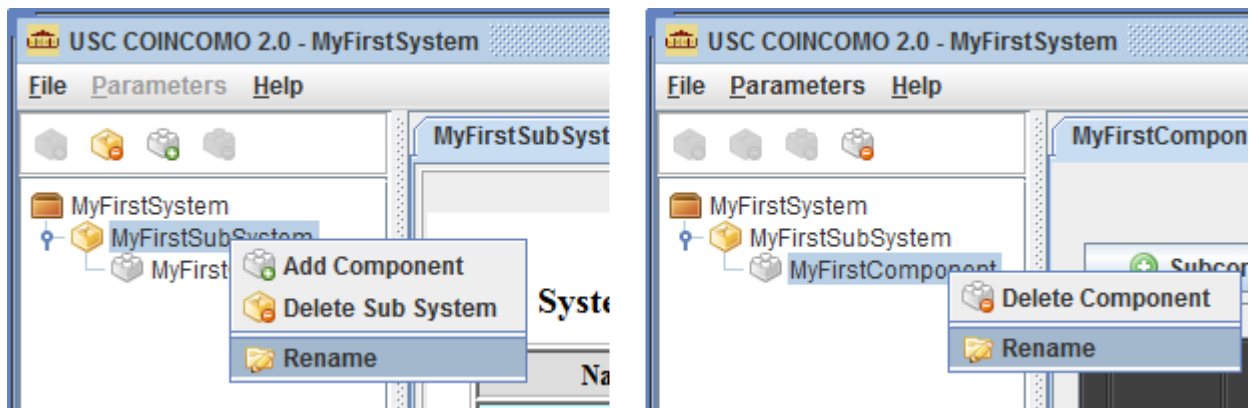 USC COINCOMO 2.0 - MyFirstSystem
File Parameters Help
MyFirstSubSyst
MyFirstSystem
MyFirstSubSystem
MyFirst
Add Component
Delete Sub System
Rename
Syste
Na
USC COINCOMO 2.0 - MyFirstSystem
File Parameters Help
MyFirstCompon
MyFirstSystem
MyFirstSubSystem
MyFirstComponent
Subcor
Delete Component
Rename